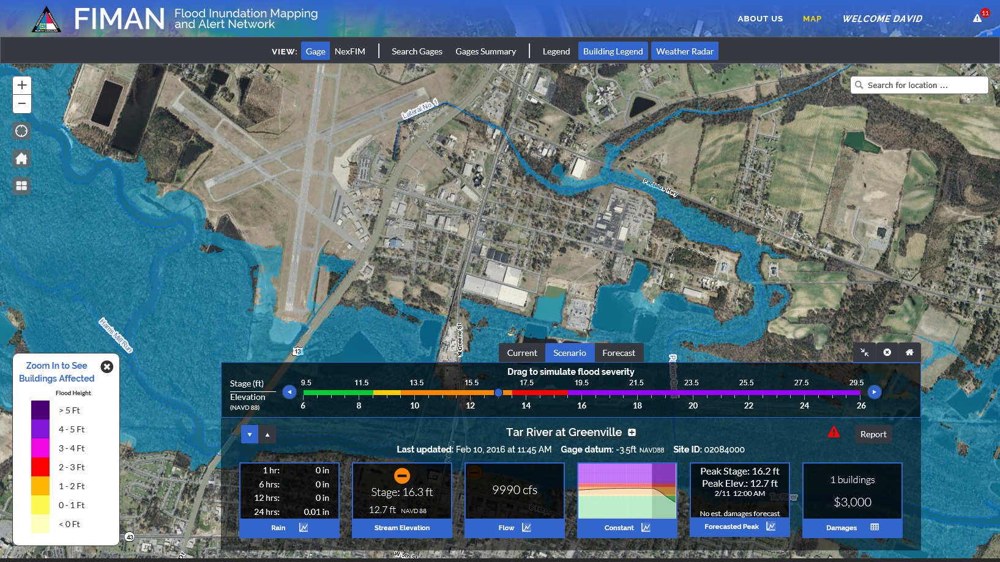 FIMAN
Flood Inundation Mapping
and Alert Network
NORTH CAROLINA
ABOUT US
MAP
WELCOME DAVID
11
VIEW:
Gage
NexFIM
Search Gages
Gages Summary
Legend
Building Legend
Weather Radar
+
−
Search for location ...
Lateral No. 1
Pactolus Hwy
Harris Mill Run
13
N Greene St
43
W 5th St
Dr
Tar River
Zoom In to See
Buildings Affected
Flood Height
> 5 Ft
4 - 5 Ft
3 - 4 Ft
2 - 3 Ft
1 - 2 Ft
0 - 1 Ft
< 0 Ft
Current
Scenario
Forecast
Drag to simulate flood severity
Stage (ft)
9.5 11.5 13.5 15.5 17.5 19.5 21.5 23.5 25.5 27.5 29.5
Elevation
(NAVD 88)
6 8 10 12 14 16 18 20 22 24 26
Tar River at Greenville
Report
Last updated: Feb 10, 2016 at 11:45 AM Gage datum: -3.5ft NAVD88 Site ID: 02084000
1 hr: 0 in
6 hrs: 0 in
12 hrs: 0 in
24 hrs: 0.01 in
Rain
Stage: 16.3 ft
12.7 ft NAVD 88
Stream Elevation
9990 cfs
Flow
Constant
Peak Stage: 16.2 ft
Peak Elev.: 12.7 ft
2/11 12:00 AM
No est. damages forecast
Forecasted Peak
1 buildings
$3,000
Damages